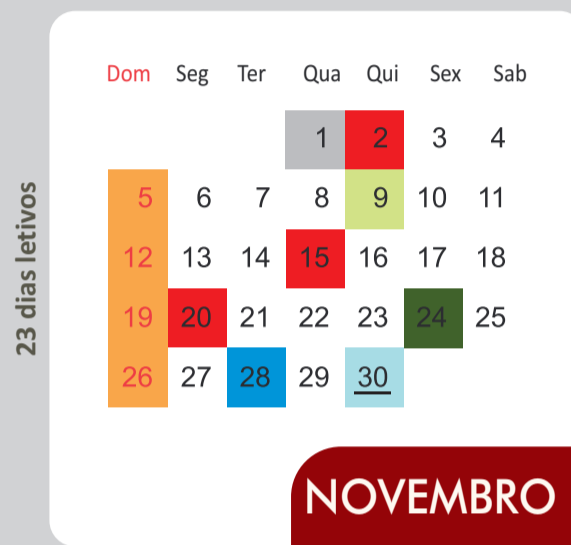 23 dias letivos
Dom Seg Ter Qua Qui Sex Sab
1 2 3 4
5 6 7 8 9 10 11
12 13 14 15 16 17 18
19 20 21 22 23 24 25
26 27 28 29 30
NOVEMBRO